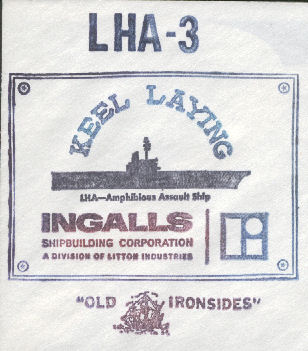 LHA-3
KEEL LAYING
LHA—Amphibious Assault Ship
INGALLS
SHIPBUILDING CORPORATION
A DIVISION OF LITTON INDUSTRIES
"OLD IRONSIDES"